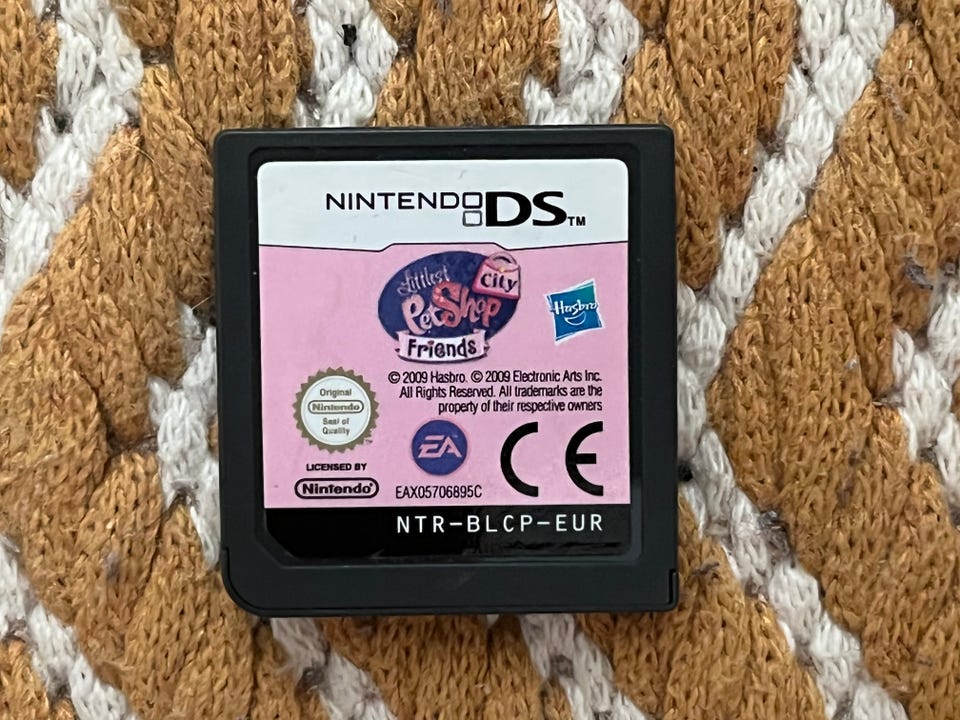 NINTENDO DS™
Littlest
PetShop
City
Friends
Hasbro
© 2009 Hasbro. © 2009 Electronic Arts Inc.
All Rights Reserved. All trademarks are the
property of their respective owners
Original
Nintendo
Seal of
Quality
LICENSED BY
Nintendo®
EA
EAX05706895C
CE
NTR-BLCP-EUR